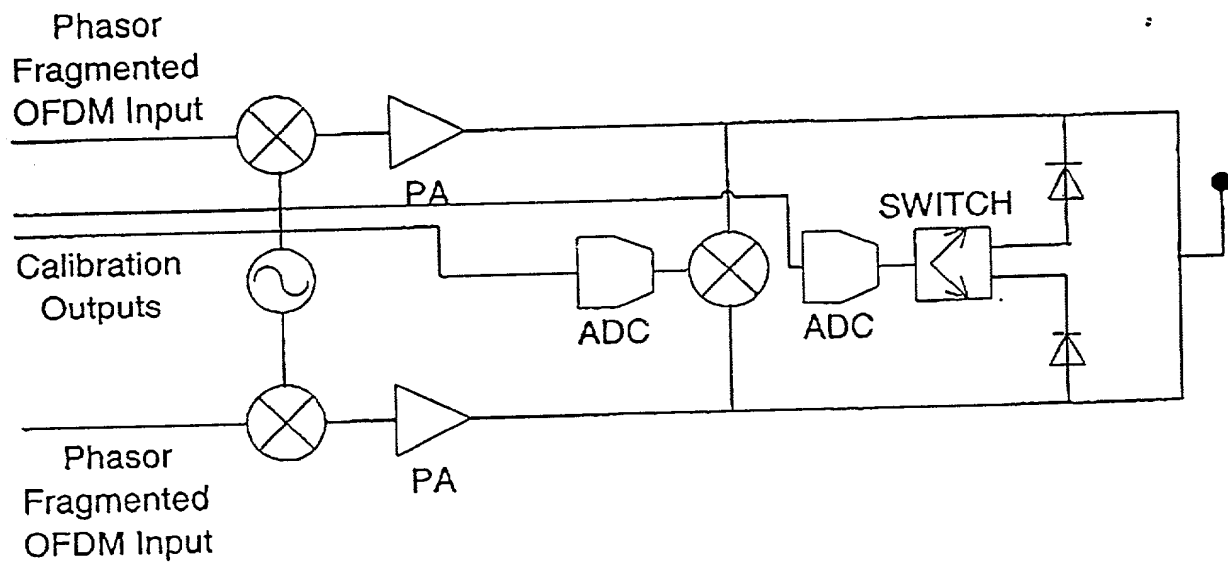 Phasor
Fragmented
OFDM Input
PA
SWITCH
Calibration
Outputs
ADC
ADC
PA
Phasor
Fragmented
OFDM Input